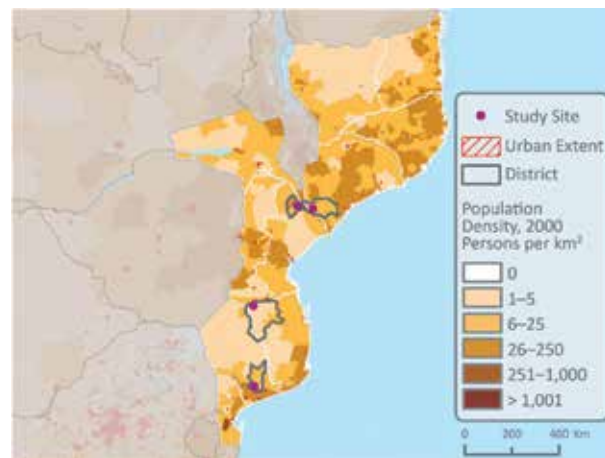 Study Site
Urban Extent
District
Population
Density, 2000
Persons per km²
0
1–5
6–25
26–250
251–1,000
> 1,001
0 200 400 Km